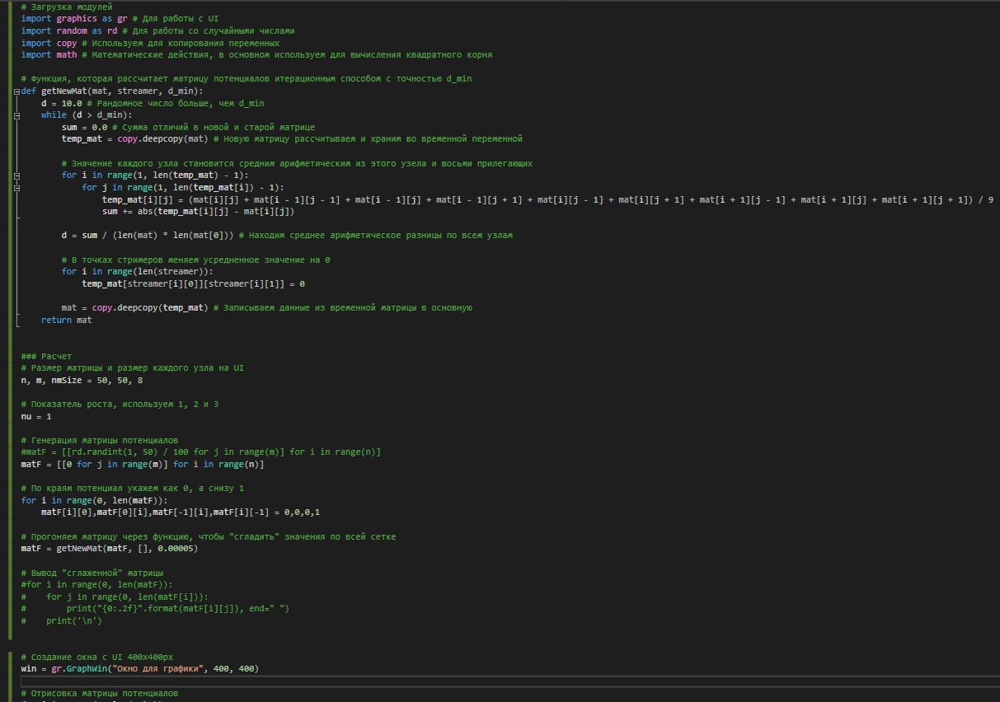 # Загрузка модулей
import graphics as gr # Для работы с UI
import random as rd # Для работы со случайными числами
import copy # Используем для копирования переменных
import math # Математические действия, в основном используем для вычисления квадратного корня
# Функция, которая рассчитает матрицу потенциалов итерационным способом с точностью d_min
def getNewMat(mat, streamer, d_min):
    d = 10.0 # Рандомное число больше, чем d_min
    while (d > d_min):
        sum = 0.0 # Сумма отличий в новой и старой матрице
        temp_mat = copy.deepcopy(mat) # Новую матрицу рассчитываем и храним во временной переменной
        # Значение каждого узла становится средним арифметическим из этого узела и восьми прилегающих
        for i in range(1, len(temp_mat) - 1):
            for j in range(1, len(temp_mat[i]) - 1):
                temp_mat[i][j] = (mat[i][j] + mat[i - 1][j - 1] + mat[i - 1][j] + mat[i - 1][j + 1] + mat[i][j - 1] + mat[i][j + 1] + mat[i + 1][j - 1] + mat[i + 1][j] + mat[i + 1][j + 1]) / 9
                sum += abs(temp_mat[i][j] - mat[i][j])
        d = sum / (len(mat) * len(mat[0])) # Находим среднее арифметическое разницы по всем узлам
        # В точках стримеров меняем усредненное значение на 0
        for i in range(len(streamer)):
            temp_mat[streamer[i][0]][streamer[i][1]] = 0
        mat = copy.deepcopy(temp_mat) # Записываем данные из временной матрицы в основную
    return mat
### Расчет
# Размер матрицы и размер каждого узла на UI
n, m, nmSize = 50, 50, 8
# Показатель роста, используем 1, 2 и 3
nu = 1
# Генерация матрицы потенциалов
#matF = [[rd.randint(1, 50) / 100 for j in range(m)] for i in range(n)]
matF = [[0 for j in range(m)] for i in range(n)]
# По краям потенциал укажем как 0, а снизу 1
for i in range(0, len(matF)):
    matF[i][0],matF[0][i],matF[-1][i],matF[i][-1] = 0,0,0,1
# Прогоняем матрицу через функцию, чтобы "сгладить" значения по всей сетке
matF = getNewMat(matF, [], 0.00005)
# Вывод "сглаженной" матрицы
#for i in range(0, len(matF)):
#    for j in range(0, len(matF[i])):
#        print("{0:.2f}".format(matF[i][j]), end=" ")
#    print('\n')
# Создание окна с UI 400x400px
win = gr.GraphWin("Окно для графики", 400, 400)
# Отрисовка матрицы потенциалов